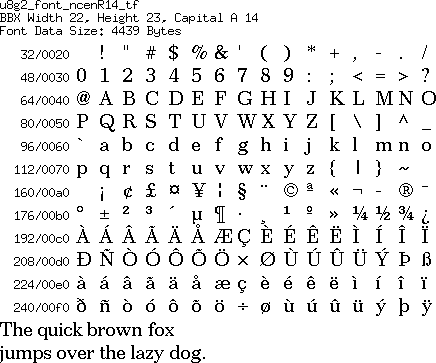 u8g2_font_ncenR14_tf
BBX Width 22, Height 23, Capital A 14
Font Data Size: 4439 Bytes
32/0020 ! " # $ % & ' ( ) * + , - . /
48/0030 0 1 2 3 4 5 6 7 8 9 : ; < = > ?
64/0040 @ A B C D E F G H I J K L M N O
80/0050 P Q R S T U V W X Y Z [ \ ] ^ _
96/0060 ` a b c d e f g h i j k l m n o
112/0070 p q r s t u v w x y z { | } ~
160/00a0 ¡ ¢ £ ¤ ¥ ¦ § ¨ © ª « ¬ - ® ¯
176/00b0 ° ± ² ³ ´ µ ¶ · ¸ ¹ º » ¼ ½ ¾ ¿
192/00c0 À Á Â Ã Ä Å Æ Ç È É Ê Ë Ì Í Î Ï
208/00d0 Ð Ñ Ò Ó Ô Õ Ö × Ø Ù Ú Û Ü Ý Þ ß
224/00e0 à á â ã ä å æ ç è é ê ë ì í î ï
240/00f0 ð ñ ò ó ô õ ö ÷ ø ù ú û ü ý þ ÿ
The quick brown fox
jumps over the lazy dog.